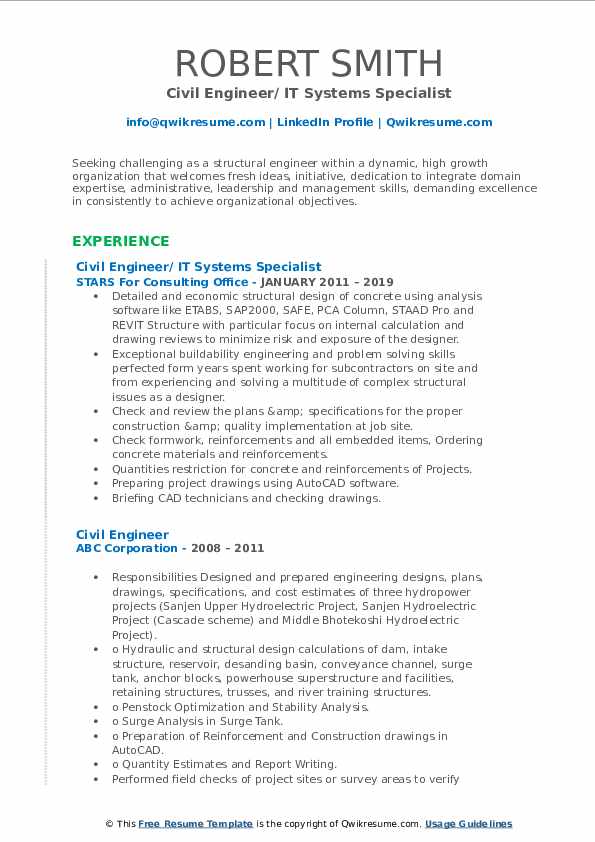 ROBERT SMITH
Civil Engineer/ IT Systems Specialist
info@qwikresume.com | LinkedIn Profile | Qwikresume.com
Seeking challenging as a structural engineer within a dynamic, high growth
organization that welcomes fresh ideas, initiative, dedication to integrate domain
expertise, administrative, leadership and management skills, demanding excellence
in consistently to achieve organizational objectives.
EXPERIENCE
Civil Engineer/ IT Systems Specialist
STARS For Consulting Office - JANUARY 2011 – 2019
• Detailed and economic structural design of concrete using analysis
software like ETABS, SAP2000, SAFE, PCA Column, STAAD Pro and
REVIT Structure with particular focus on internal calculation and
drawing reviews to minimize risk and exposure of the designer.
• Exceptional buildability engineering and problem solving skills
perfected form years spent working for subcontractors on site and
from experiencing and solving a multitude of complex structural
issues as a designer.
• Check and review the plans &amp; specifications for the proper
construction &amp; quality implementation at job site.
• Check formwork, reinforcements and all embedded items, Ordering
concrete materials and reinforcements.
• Quantities restriction for concrete and reinforcements of Projects.
• Preparing project drawings using AutoCAD software.
• Briefing CAD technicians and checking drawings.
Civil Engineer
ABC Corporation - 2008 – 2011
• Responsibilities Designed and prepared engineering designs, plans,
drawings, specifications, and cost estimates of three hydropower
projects (Sanjen Upper Hydroelectric Project, Sanjen Hydroelectric
Project (Cascade scheme) and Middle Bhotekoshi Hydroelectric
Project).
• o Hydraulic and structural design calculations of dam, intake
structure, reservoir, desanding basin, conveyance channel, surge
tank, anchor blocks, powerhouse superstructure and facilities,
retaining structures, trusses, and river training structures.
• o Penstock Optimization and Stability Analysis.
• o Surge Analysis in Surge Tank.
• o Preparation of Reinforcement and Construction drawings in
AutoCAD.
• o Quantity Estimates and Report Writing.
• Performed field checks of project sites or survey areas to verify
© This Free Resume Template is the copyright of Qwikresume.com. Usage Guidelines